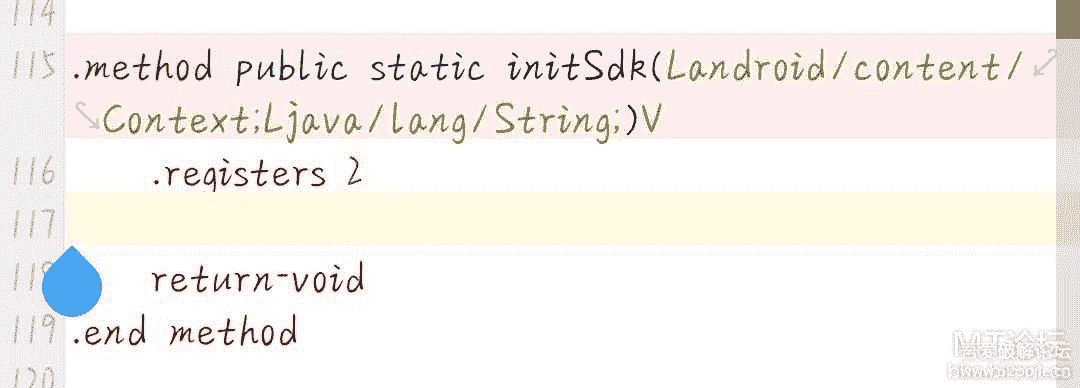 114
115 .method public static initSdk(Landroid/content/
Context;Ljava/lang/String;)V
116 .registers 2
117
118 return-void
119 .end method
120